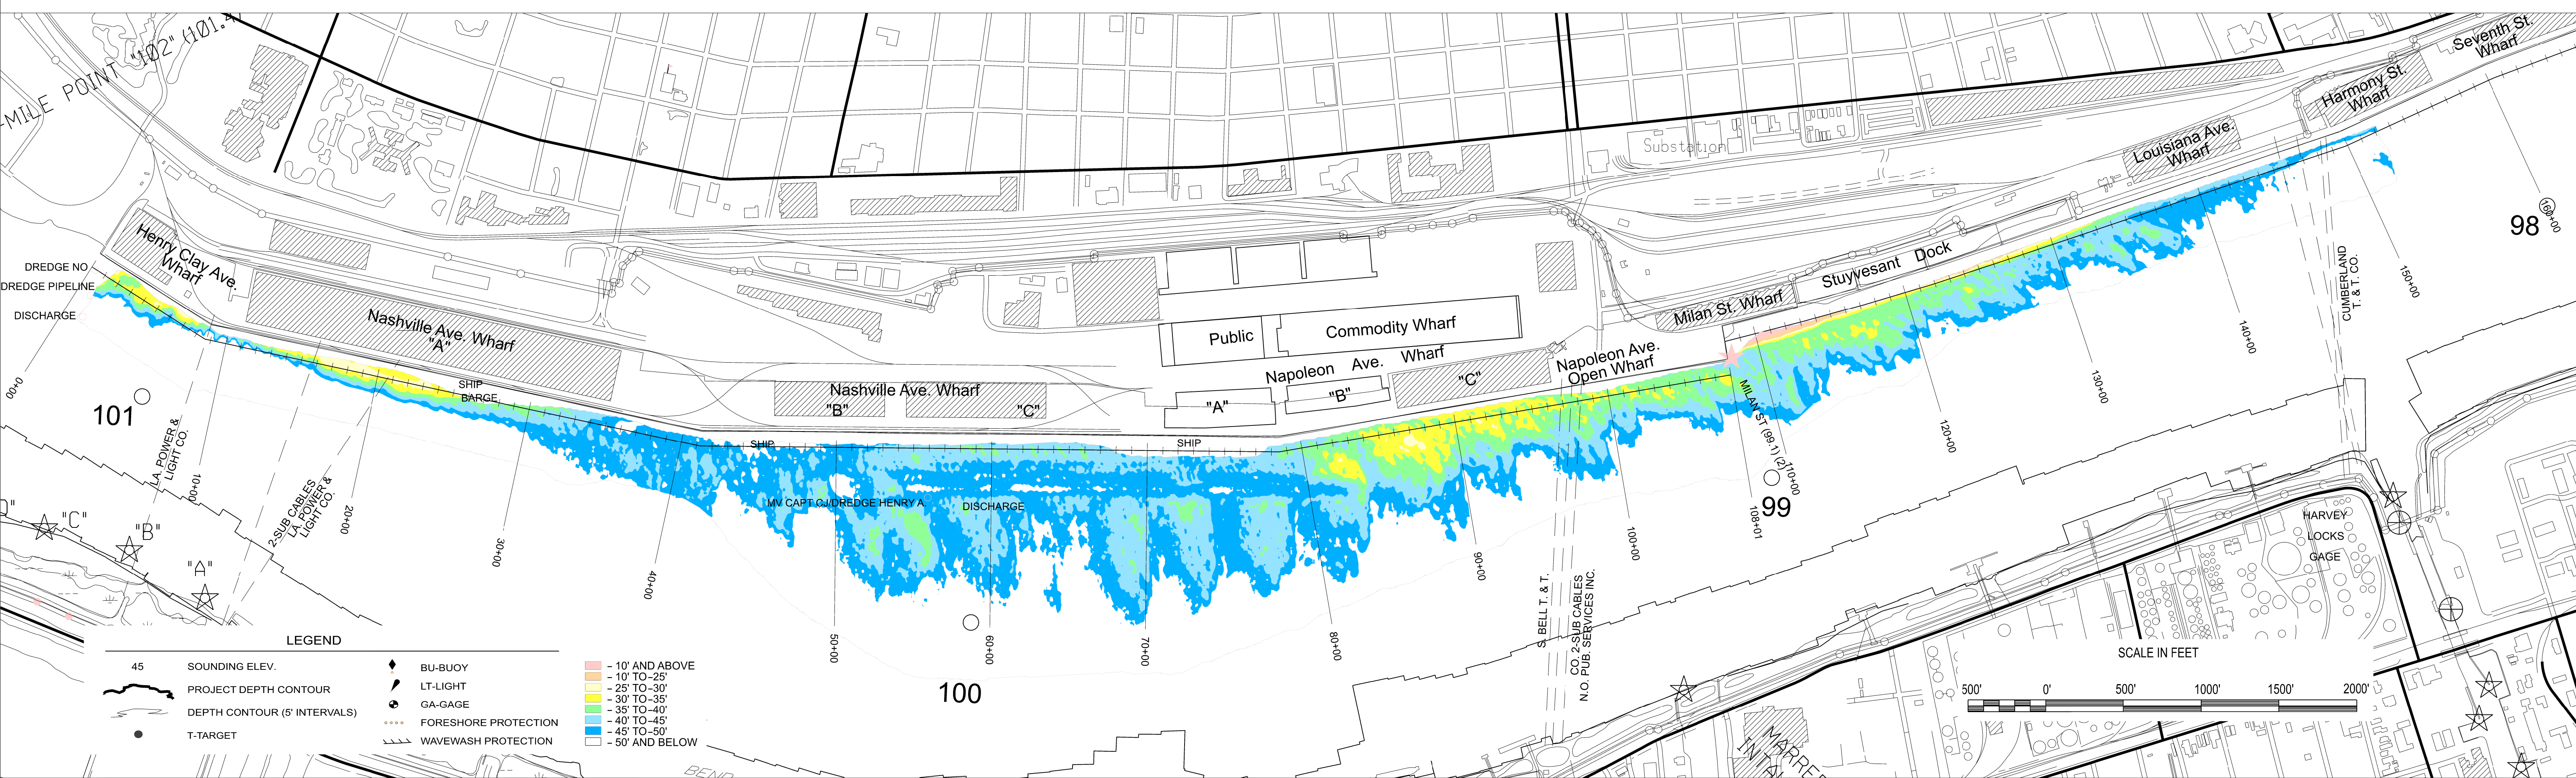 -MILE POINT "102" (101.4
Substation
Seventh St.
Wharf
Harmony St.
Wharf
Louisiana Ave.
Wharf
Stuyvesant Dock
Milan St. Wharf
Henry Clay Ave.
Wharf
Nashville Ave. Wharf
"A"
Nashville Ave. Wharf
"B"
"C"
Public
Commodity Wharf
Napoleon Ave. Wharf
"A"
"B"
"C"
Napoleon Ave.
Open Wharf
DREDGE NO
DREDGE PIPELINE
DISCHARGE
SHIP
BARGE
SHIP
SHIP
MV CAPT CJ/DREDGE HENRY A.
DISCHARGE
MILAN ST (99.1) (2)
98
99
100
101
00+0
10+00
20+00
30+00
40+00
50+00
60+00
70+00
80+00
90+00
100+00
108+01
110+00
120+00
130+00
140+00
150+00
160+00
LA. POWER &
LIGHT CO.
2-SUB CABLES
LA. POWER &
LIGHT CO.
S. BELL T. & T.
CO. 2-SUB CABLES
N.O. PUB. SERVICES INC.
CUMBERLAND
T. & T. CO.
HARVEY
LOCKS
GAGE
"C"
"B"
"A"
LEGEND
45 SOUNDING ELEV.
PROJECT DEPTH CONTOUR
DEPTH CONTOUR (5' INTERVALS)
T-TARGET
BU-BUOY
LT-LIGHT
GA-GAGE
FORESHORE PROTECTION
WAVEWASH PROTECTION
– 10' AND ABOVE
– 10' TO–25'
– 25' TO–30'
– 30' TO–35'
– 35' TO–40'
– 40' TO–45'
– 45' TO–50'
– 50' AND BELOW
SCALE IN FEET
500' 0' 500' 1000' 1500' 2000'